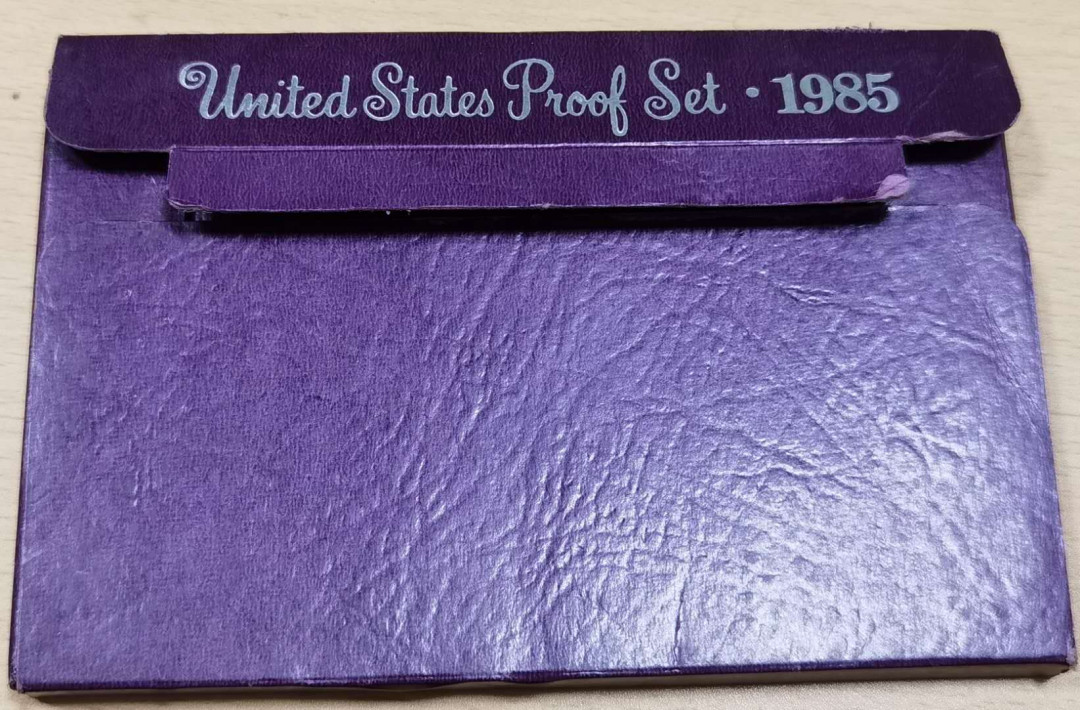 United States Proof Set · 1985